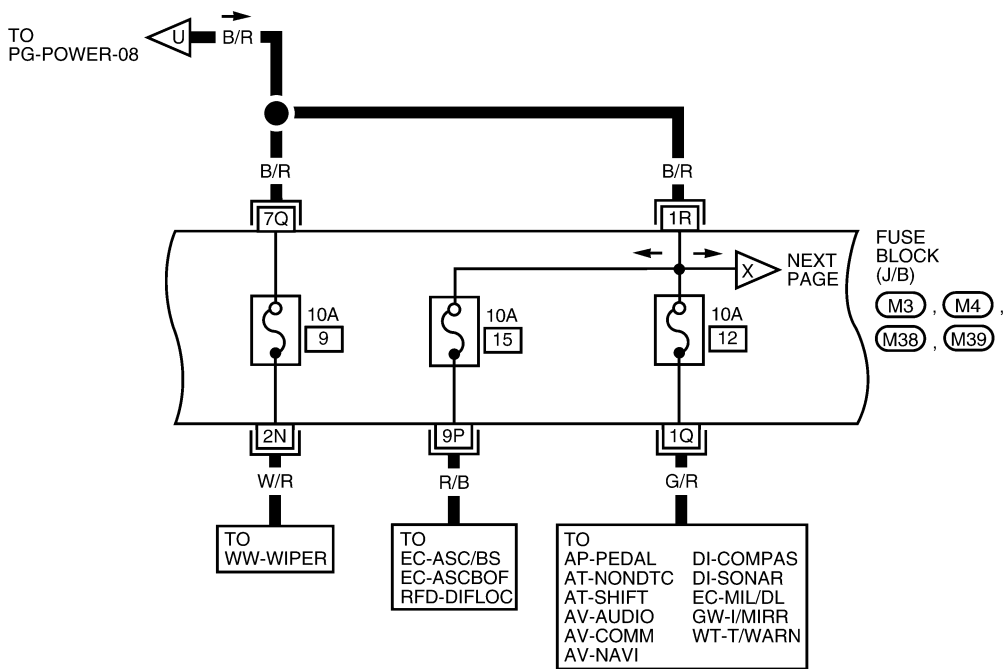 TO
PG-POWER-08
U
B/R
B/R
B/R
7Q
1R
X
NEXT
PAGE
FUSE
BLOCK
(J/B)
M3 , M4 ,
M38 , M39
10A
9
10A
15
10A
12
2N
9P
1Q
W/R
R/B
G/R
TO
WW-WIPER
TO
EC-ASC/BS
EC-ASCBOF
RFD-DIFLOC
TO
AP-PEDAL
AT-NONDTC
AT-SHIFT
AV-AUDIO
AV-COMM
AV-NAVI
DI-COMPAS
DI-SONAR
EC-MIL/DL
GW-I/MIRR
WT-T/WARN